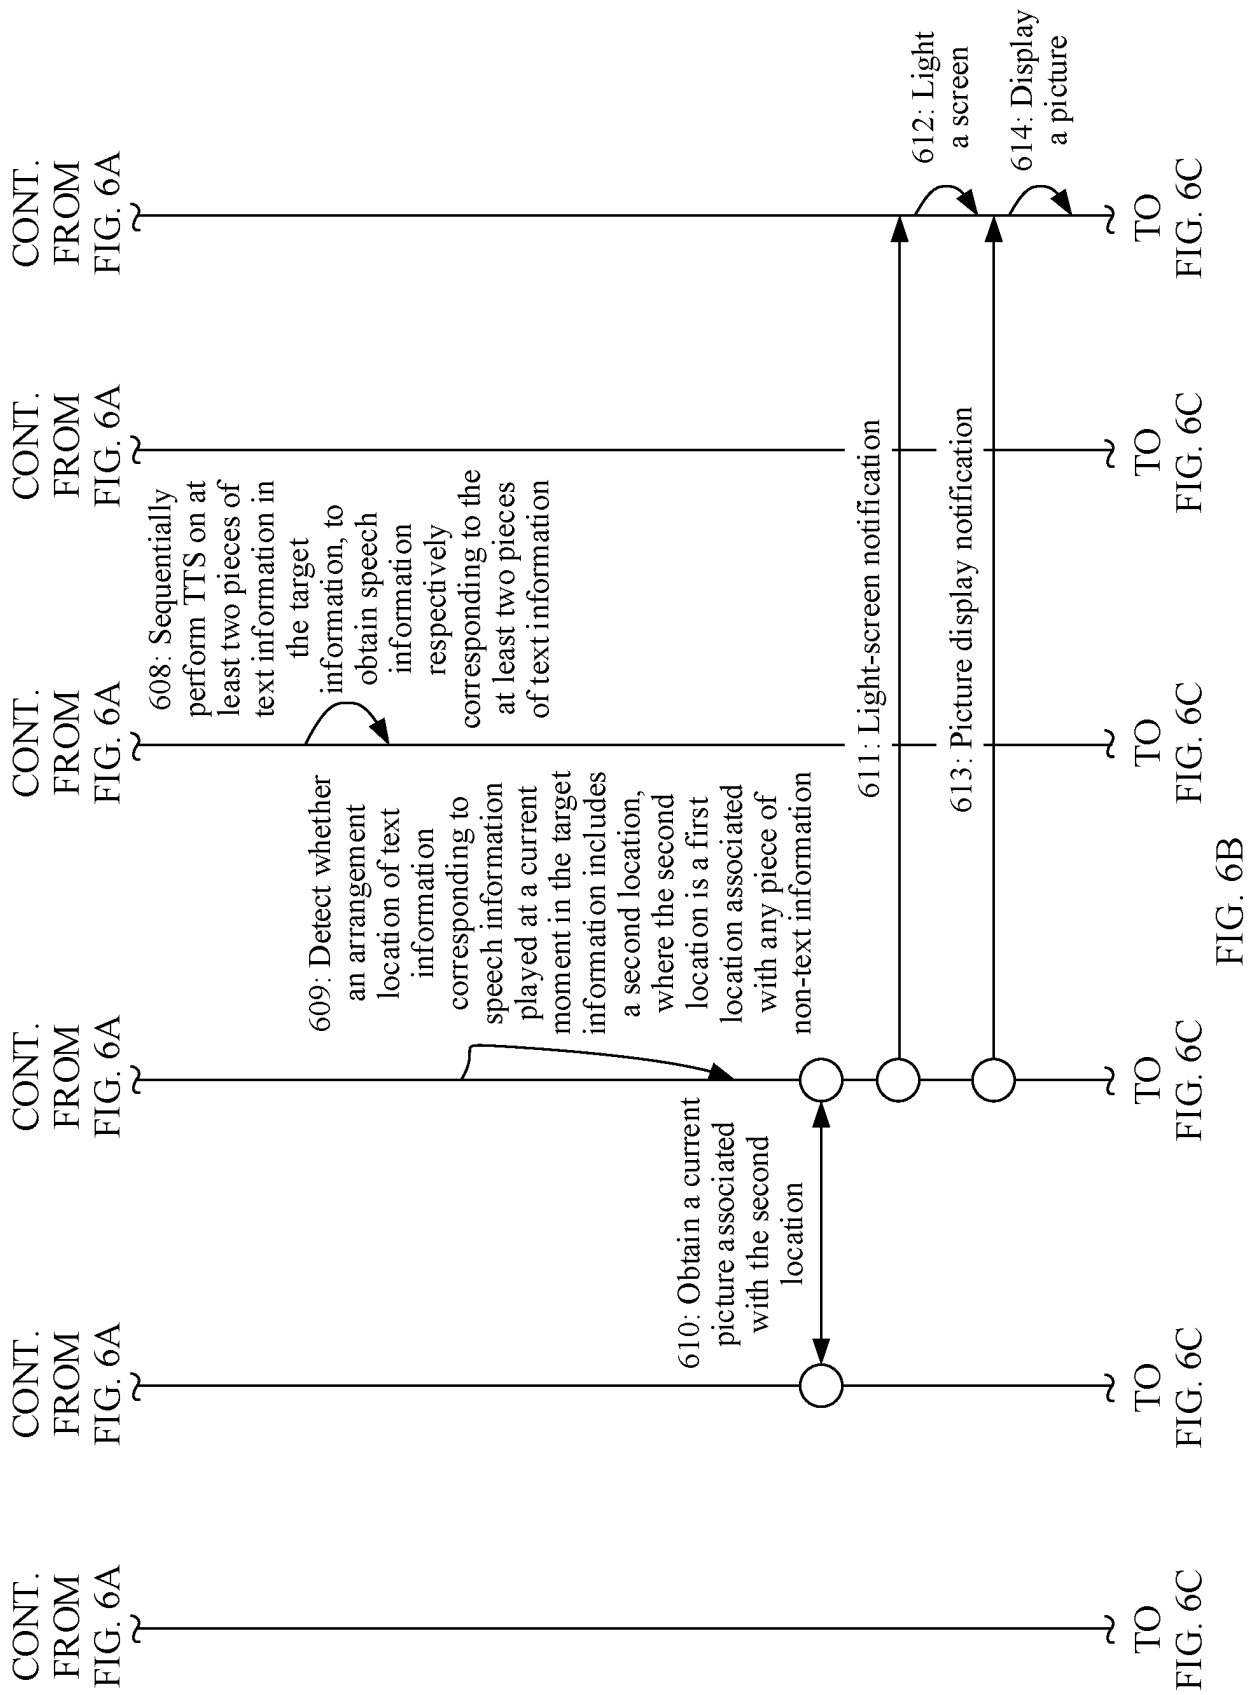 CONT.
FROM
FIG. 6A
CONT.
FROM
FIG. 6A
CONT.
FROM
FIG. 6A
CONT.
FROM
FIG. 6A
CONT.
FROM
FIG. 6A
CONT.
FROM
FIG. 6A
608: Sequentially
perform TTS on at
least two pieces of
text information in
the target
information, to
obtain speech
information
respectively
corresponding to the
at least two pieces
of text information
609: Detect whether
an arrangement
location of text
information
corresponding to
speech information
played at a current
moment in the target
information includes
a second location,
where the second
location is a first
location associated
with any piece of
non-text information
610: Obtain a current
picture associated
with the second
location
611: Light-screen notification
612: Light
a screen
613: Picture display notification
614: Display
a picture
TO
FIG. 6C
TO
FIG. 6C
TO
FIG. 6C
TO
FIG. 6C
TO
FIG. 6C
TO
FIG. 6C
FIG. 6B